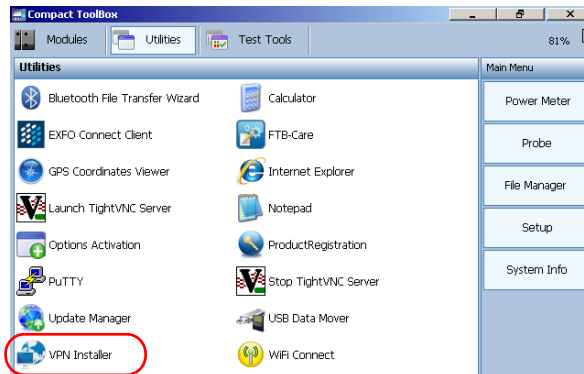 Compact ToolBox
Modules Utilities Test Tools 81%
Utilities
Main Menu
Bluetooth File Transfer Wizard Calculator
Power Meter
EXFO Connect Client FTB-Care
Probe
GPS Coordinates Viewer Internet Explorer
File Manager
Launch TightVNC Server Notepad
Setup
Options Activation ProductRegistration
System Info
PuTTY Stop TightVNC Server
Update Manager USB Data Mover
VPN Installer WiFi Connect